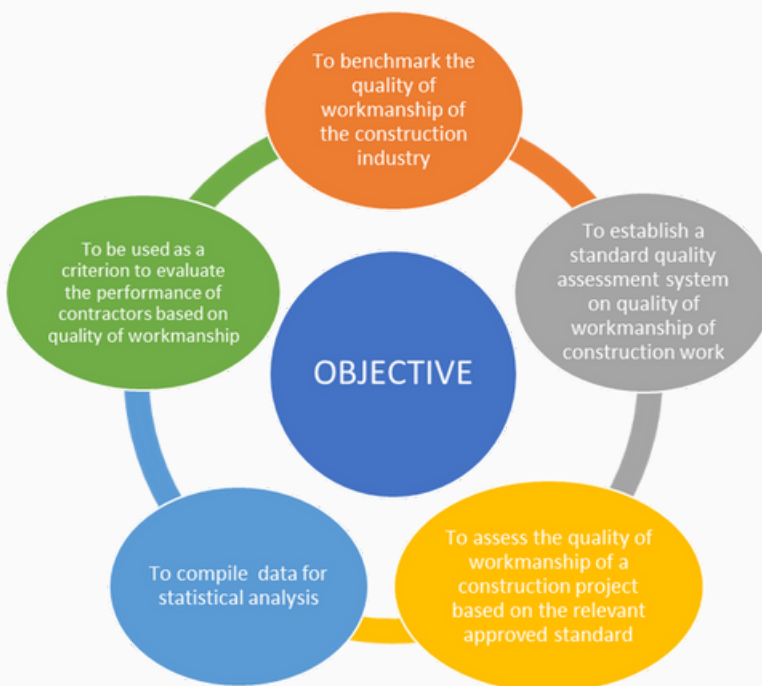 To benchmark the
quality of
workmanship of
the construction
industry
To establish a
standard quality
assessment system
on quality of
workmanship of
construction work
To assess the quality of
workmanship of a
construction project
based on the relevant
approved standard
To compile data for
statistical analysis
To be used as a
criterion to evaluate
the performance of
contractors based on
quality of workmanship
OBJECTIVE